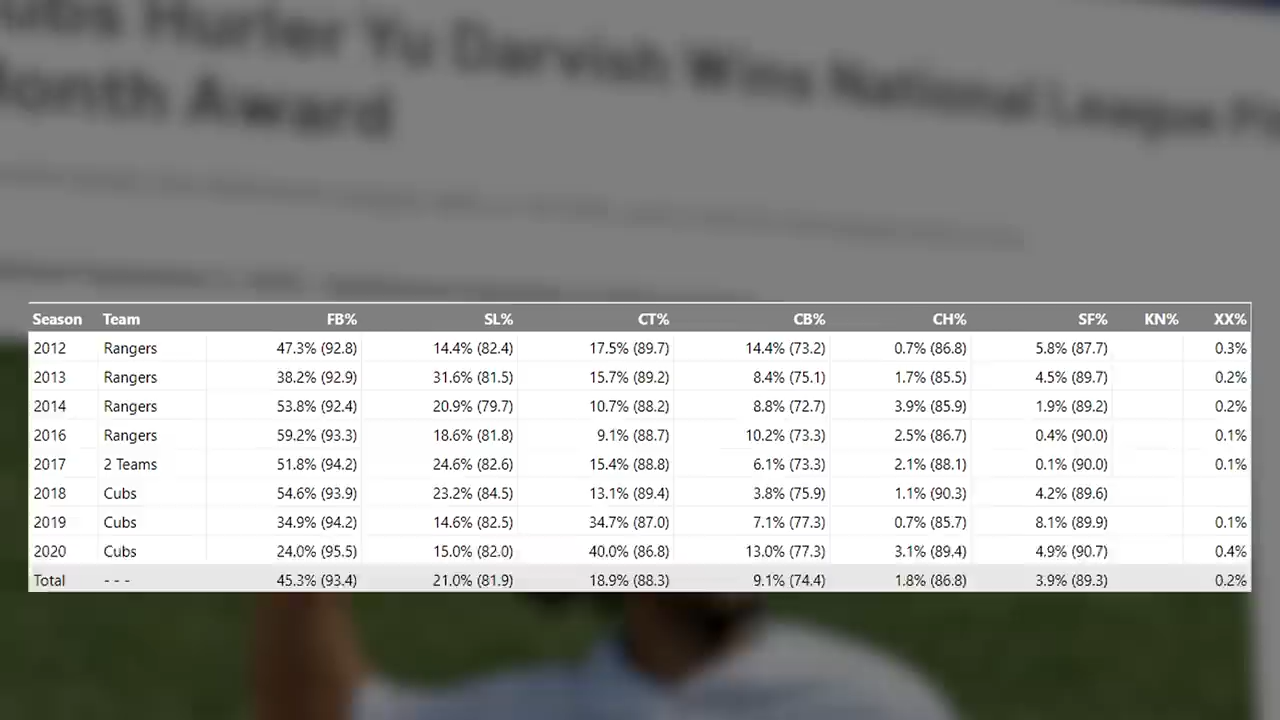 ubs Hurler Yu Darvish Wins National League
Month Award
Season Team FB% SL% CT% CB% CH% SF% KN% XX%
2012 Rangers 47.3% (92.8) 14.4% (82.4) 17.5% (89.7) 14.4% (73.2) 0.7% (86.8) 5.8% (87.7) 0.3%
2013 Rangers 38.2% (92.9) 31.6% (81.5) 15.7% (89.2) 8.4% (75.1) 1.7% (85.5) 4.5% (89.7) 0.2%
2014 Rangers 53.8% (92.4) 20.9% (79.7) 10.7% (88.2) 8.8% (72.7) 3.9% (85.9) 1.9% (89.2) 0.2%
2016 Rangers 59.2% (93.3) 18.6% (81.8) 9.1% (88.7) 10.2% (73.3) 2.5% (86.7) 0.4% (90.0) 0.1%
2017 2 Teams 51.8% (94.2) 24.6% (82.6) 15.4% (88.8) 6.1% (73.3) 2.1% (88.1) 0.1% (90.0) 0.1%
2018 Cubs 54.6% (93.9) 23.2% (84.5) 13.1% (89.4) 3.8% (75.9) 1.1% (90.3) 4.2% (89.6)
2019 Cubs 34.9% (94.2) 14.6% (82.5) 34.7% (87.0) 7.1% (77.3) 0.7% (85.7) 8.1% (89.9) 0.1%
2020 Cubs 24.0% (95.5) 15.0% (82.0) 40.0% (86.8) 13.0% (77.3) 3.1% (89.4) 4.9% (90.7) 0.4%
Total - - - 45.3% (93.4) 21.0% (81.9) 18.9% (88.3) 9.1% (74.4) 1.8% (86.8) 3.9% (89.3) 0.2%